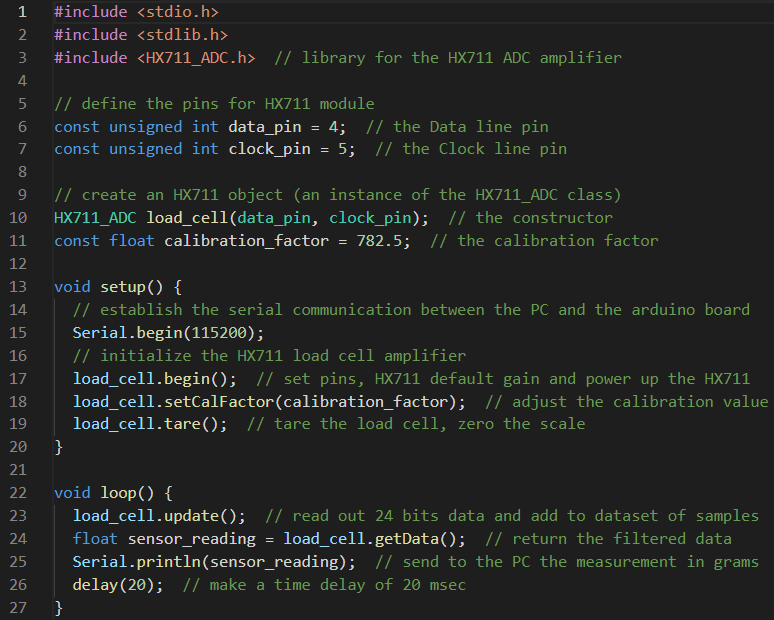 1 #include <stdio.h>
2 #include <stdlib.h>
3 #include <HX711_ADC.h>  // library for the HX711 ADC amplifier
4
5 // define the pins for HX711 module
6 const unsigned int data_pin = 4;  // the Data line pin
7 const unsigned int clock_pin = 5;  // the Clock line pin
8
9 // create an HX711 object (an instance of the HX711_ADC class)
10 HX711_ADC load_cell(data_pin, clock_pin);  // the constructor
11 const float calibration_factor = 782.5;  // the calibration factor
12
13 void setup() {
14   // establish the serial communication between the PC and the arduino board
15   Serial.begin(115200);
16   // initialize the HX711 load cell amplifier
17   load_cell.begin();  // set pins, HX711 default gain and power up the HX711
18   load_cell.setCalFactor(calibration_factor);  // adjust the calibration value
19   load_cell.tare();  // tare the load cell, zero the scale
20 }
21
22 void loop() {
23   load_cell.update();  // read out 24 bits data and add to dataset of samples
24   float sensor_reading = load_cell.getData();  // return the filtered data
25   Serial.println(sensor_reading);  // send to the PC the measurement in grams
26   delay(20);  // make a time delay of 20 msec
27 }